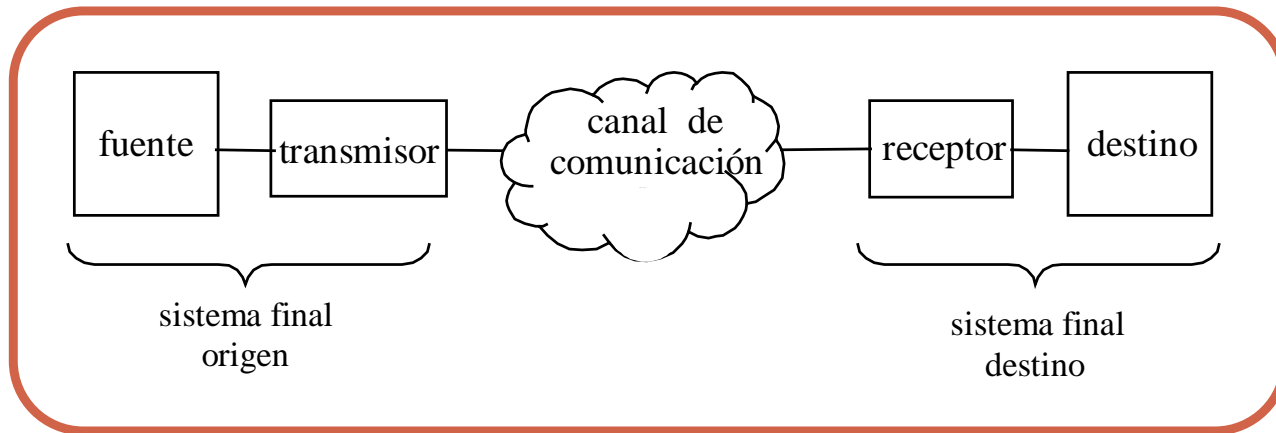 fuente
transmisor
canal de
comunicación
receptor
destino
sistema final
origen
sistema final
destino